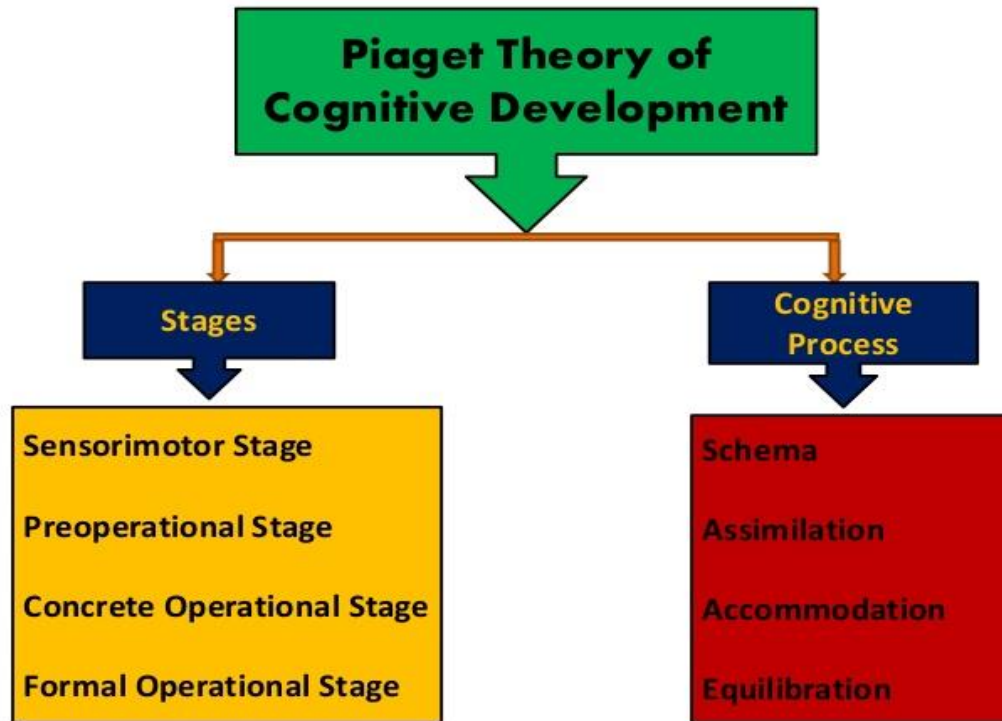 Piaget Theory of
Cognitive Development
Stages
Cognitive
Process
Sensorimotor Stage
Preoperational Stage
Concrete Operational Stage
Formal Operational Stage
Schema
Assimilation
Accommodation
Equilibration